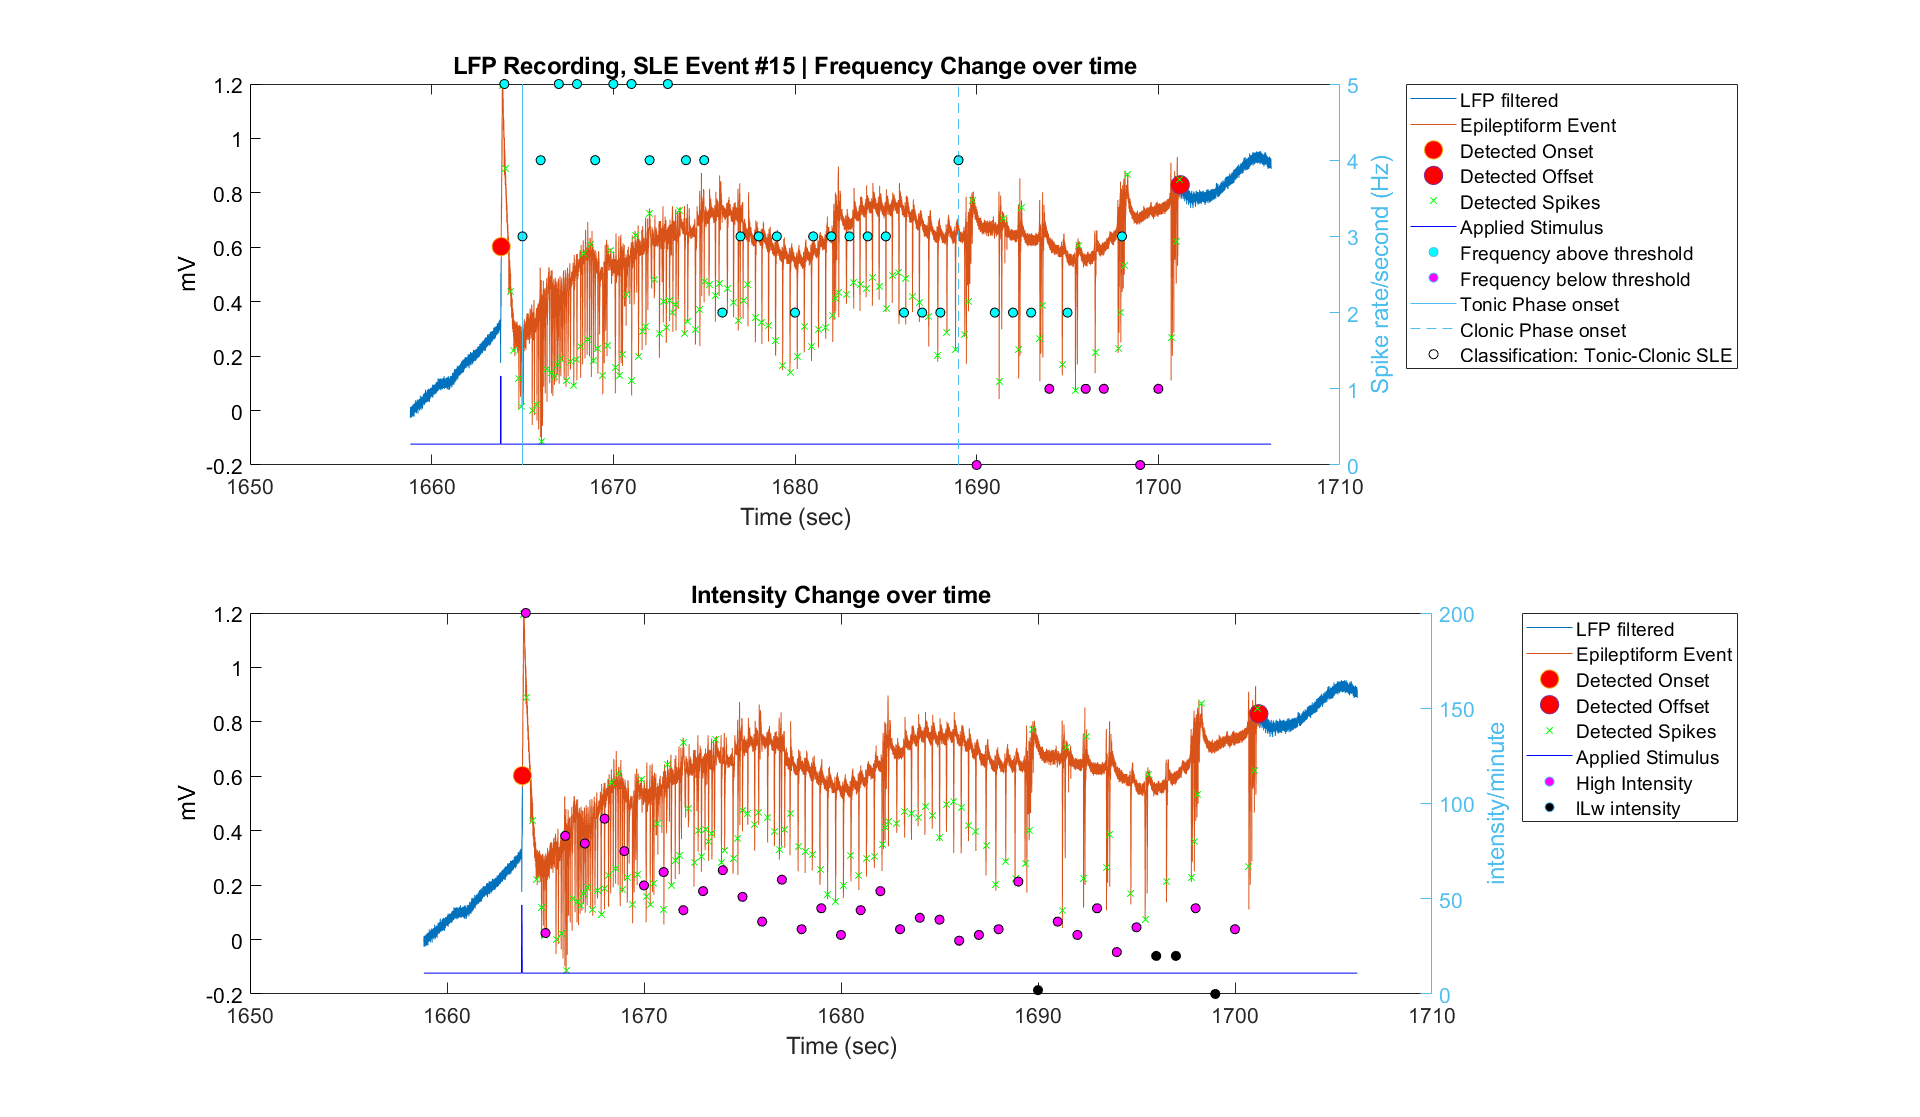 LFP Recording, SLE Event #15 | Frequency Change over time
1.2
1
0.8
0.6
0.4
0.2
0
-0.2
mV
5
4
3
2
1
0
Spike rate/second (Hz)
1650 1660 1670 1680 1690 1700 1710
Time (sec)
LFP filtered
Epileptiform Event
Detected Onset
Detected Offset
Detected Spikes
Applied Stimulus
Frequency above threshold
Frequency below threshold
Tonic Phase onset
Clonic Phase onset
Classification: Tonic-Clonic SLE
Intensity Change over time
1.2
1
0.8
0.6
0.4
0.2
0
-0.2
mV
200
150
100
50
0
intensity/minute
1650 1660 1670 1680 1690 1700 1710
Time (sec)
LFP filtered
Epileptiform Event
Detected Onset
Detected Offset
Detected Spikes
Applied Stimulus
High Intensity
lLw intensity